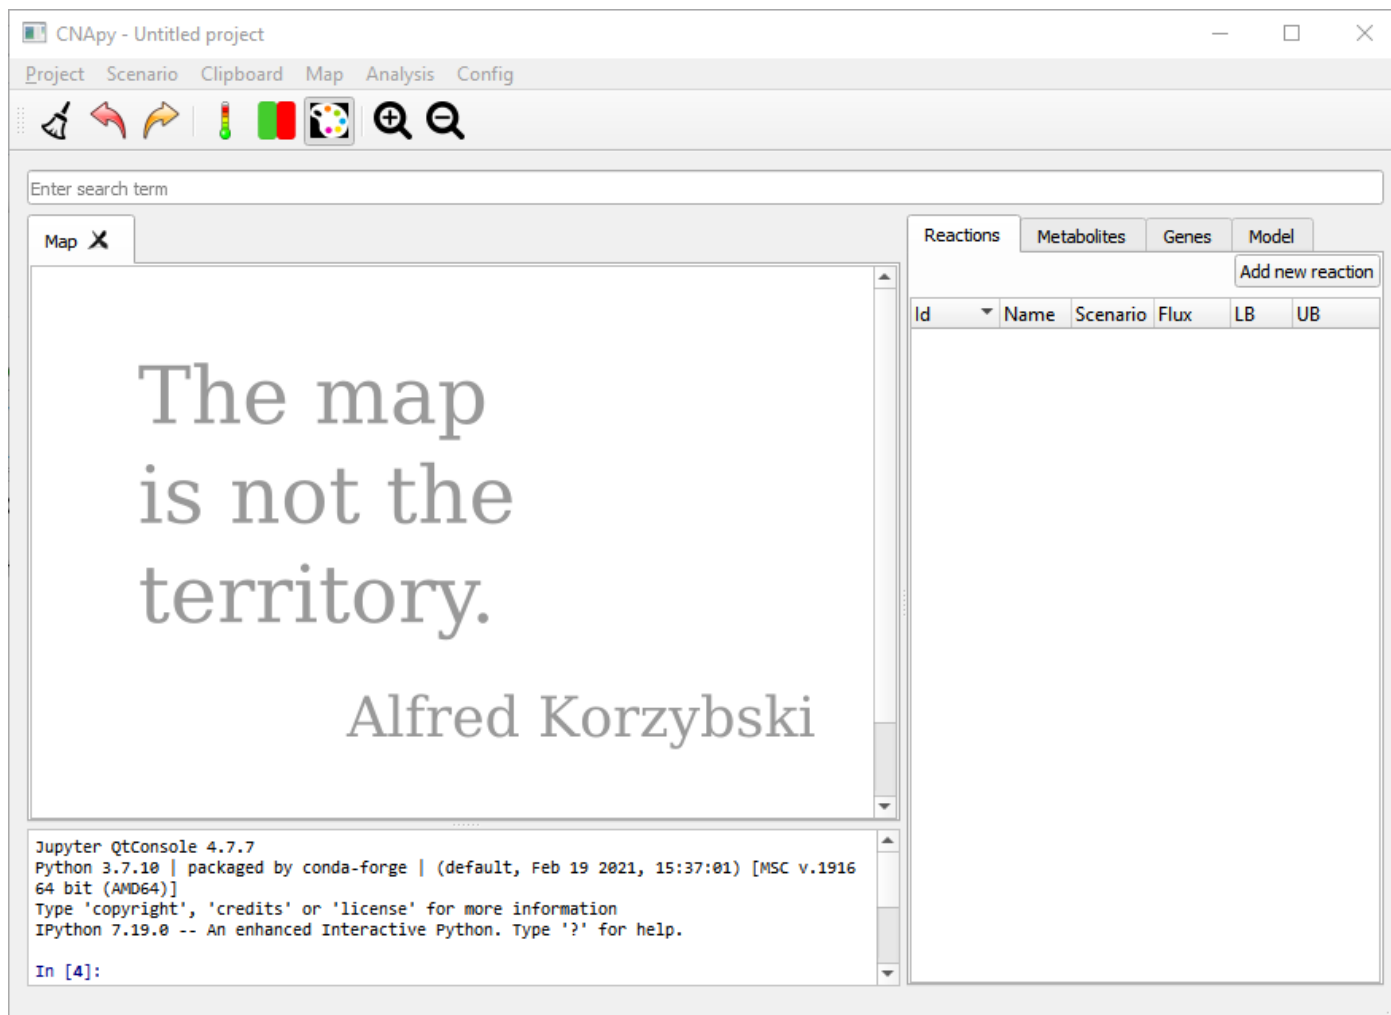 CNApy - Untitled project
Project Scenario Clipboard Map Analysis Config
Enter search term
Map
The map
is not the
territory.
Alfred Korzybski
Jupyter QtConsole 4.7.7
Python 3.7.10 | packaged by conda-forge | (default, Feb 19 2021, 15:37:01) [MSC v.1916
64 bit (AMD64)]
Type 'copyright', 'credits' or 'license' for more information
IPython 7.19.0 -- An enhanced Interactive Python. Type '?' for help.
In [4]:
Reactions Metabolites Genes Model
Add new reaction
Id Name Scenario Flux LB UB